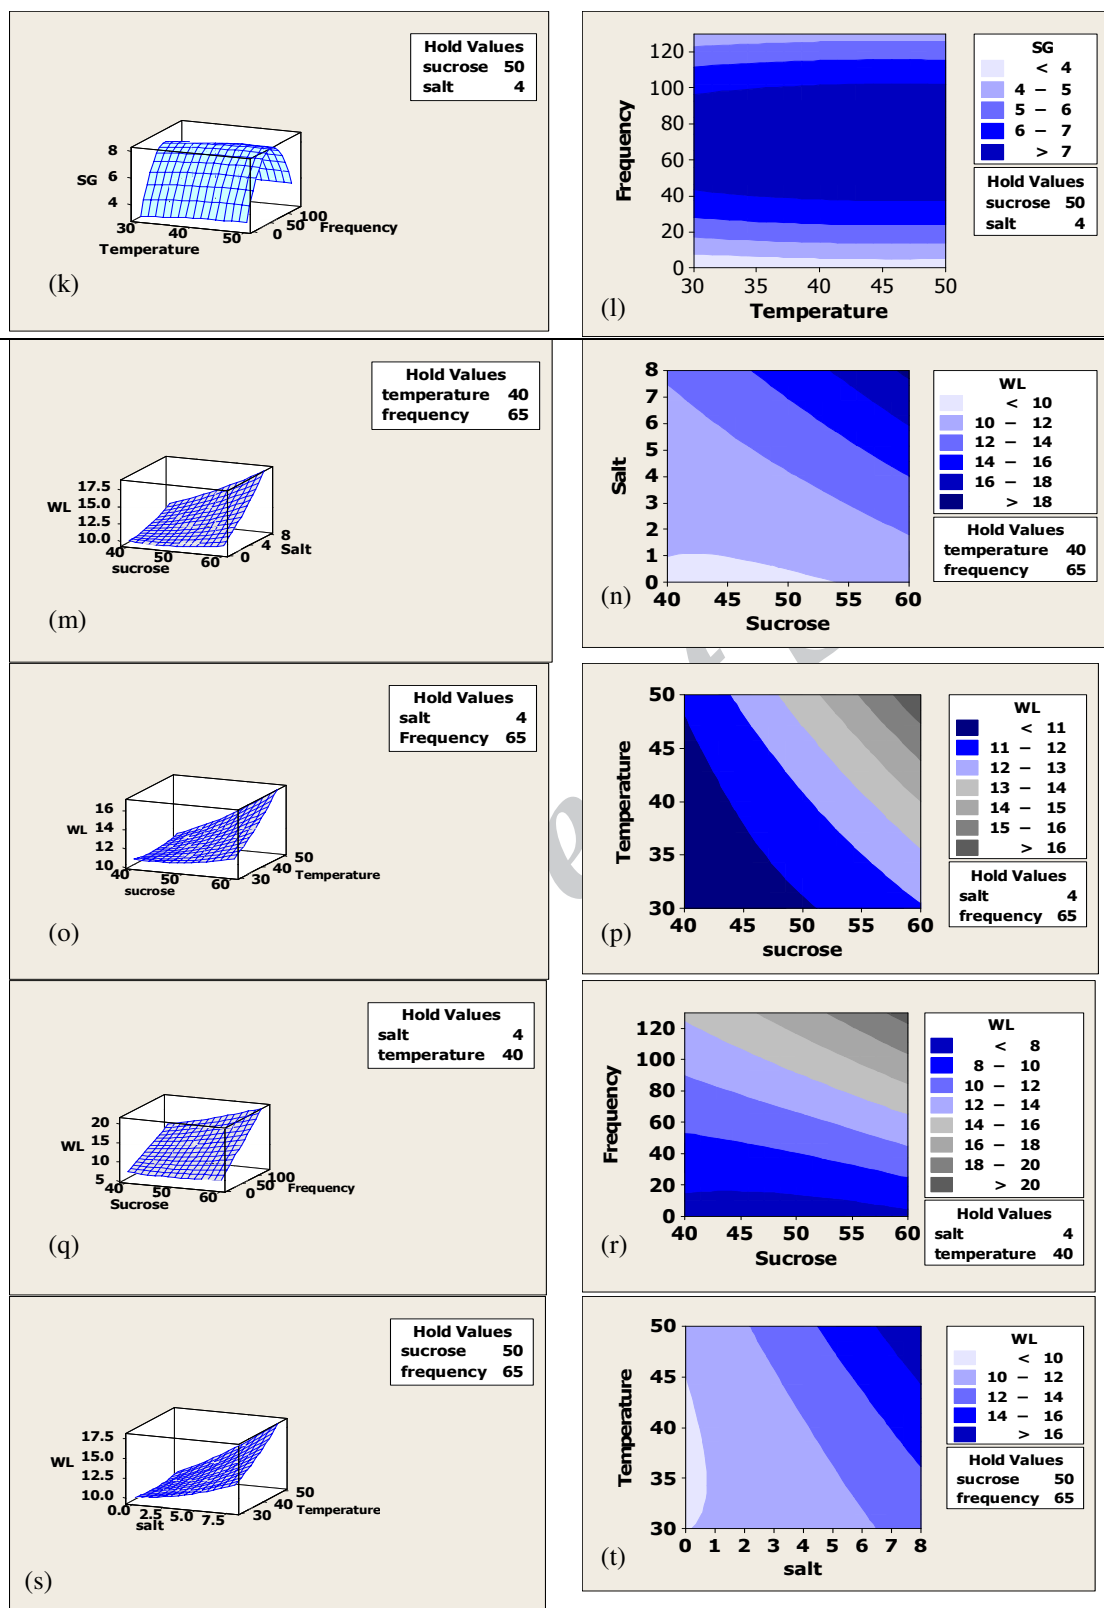 Hold Values
sucrose 50
salt 4
8
6
4
SG
30
40
50
0
50
100
Temperature
Frequency
(k)
120
100
80
60
40
20
0
Frequency
30 35 40 45 50
Temperature
SG
< 4
4 – 5
5 – 6
6 – 7
> 7
Hold Values
sucrose 50
salt 4
(l)
Hold Values
temperature 40
frequency 65
17.5
15.0
12.5
10.0
WL
40
50
60
0
4
8
sucrose
Salt
(m)
8
7
6
5
4
3
2
1
0
Salt
40 45 50 55 60
Sucrose
WL
< 10
10 – 12
12 – 14
14 – 16
16 – 18
> 18
Hold Values
temperature 40
frequency 65
(n)
Hold Values
salt 4
Frequency 65
16
14
12
10
WL
40
50
60
30
40
50
sucrose
Temperature
(o)
50
45
40
35
30
Temperature
40 45 50 55 60
sucrose
WL
< 11
11 – 12
12 – 13
13 – 14
14 – 15
15 – 16
> 16
Hold Values
salt 4
frequency 65
(p)
Hold Values
salt 4
temperature 40
20
15
10
5
WL
40
50
60
0
50
100
Sucrose
Frequency
(q)
120
100
80
60
40
20
0
Frequency
40 45 50 55 60
Sucrose
WL
< 8
8 – 10
10 – 12
12 – 14
14 – 16
16 – 18
18 – 20
> 20
Hold Values
salt 4
temperature 40
(r)
Hold Values
sucrose 50
frequency 65
17.5
15.0
12.5
10.0
WL
0.0
2.5
5.0
7.5
30
40
50
salt
Temperature
(s)
50
45
40
35
30
Temperature
0 1 2 3 4 5 6 7 8
salt
WL
< 10
10 – 12
12 – 14
14 – 16
> 16
Hold Values
sucrose 50
frequency 65
(t)